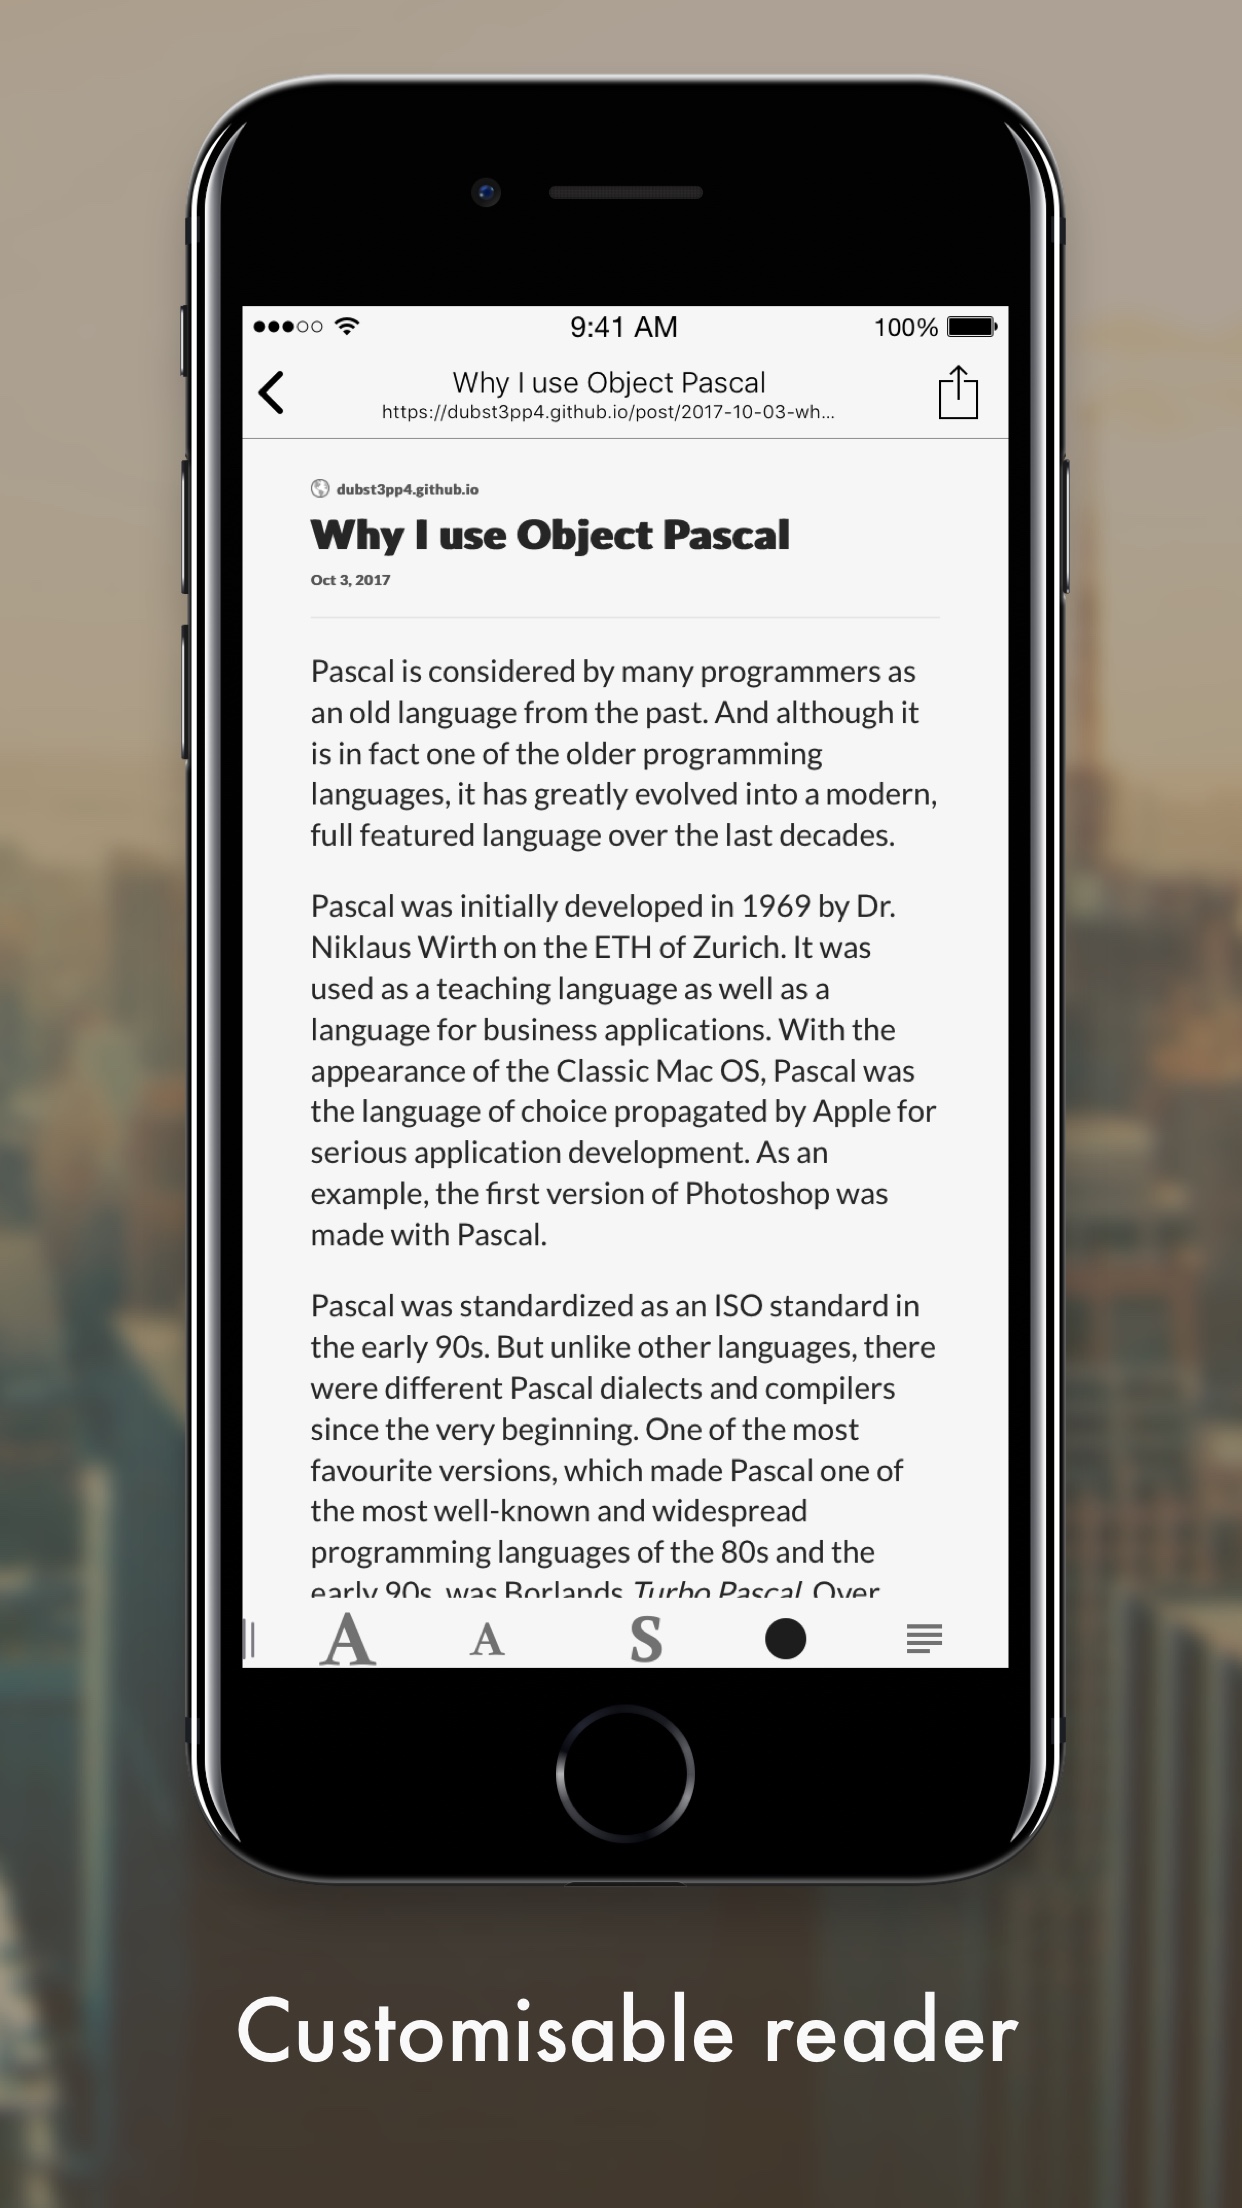 9:41 AM
100%
Why I use Object Pascal
https://dubst3pp4.github.io/post/2017-10-03-wh...
dubst3pp4.github.io
Why I use Object Pascal
Oct 3, 2017
Pascal is considered by many programmers as
an old language from the past. And although it
is in fact one of the older programming
languages, it has greatly evolved into a modern,
full featured language over the last decades.
Pascal was initially developed in 1969 by Dr.
Niklaus Wirth on the ETH of Zurich. It was
used as a teaching language as well as a
language for business applications. With the
appearance of the Classic Mac OS, Pascal was
the language of choice propagated by Apple for
serious application development. As an
example, the first version of Photoshop was
made with Pascal.
Pascal was standardized as an ISO standard in
the early 90s. But unlike other languages, there
were different Pascal dialects and compilers
since the very beginning. One of the most
favourite versions, which made Pascal one of
the most well-known and widespread
programming languages of the 80s and the
early 90s, was Borlands Turbo Pascal. Over
A A S
Customisable reader